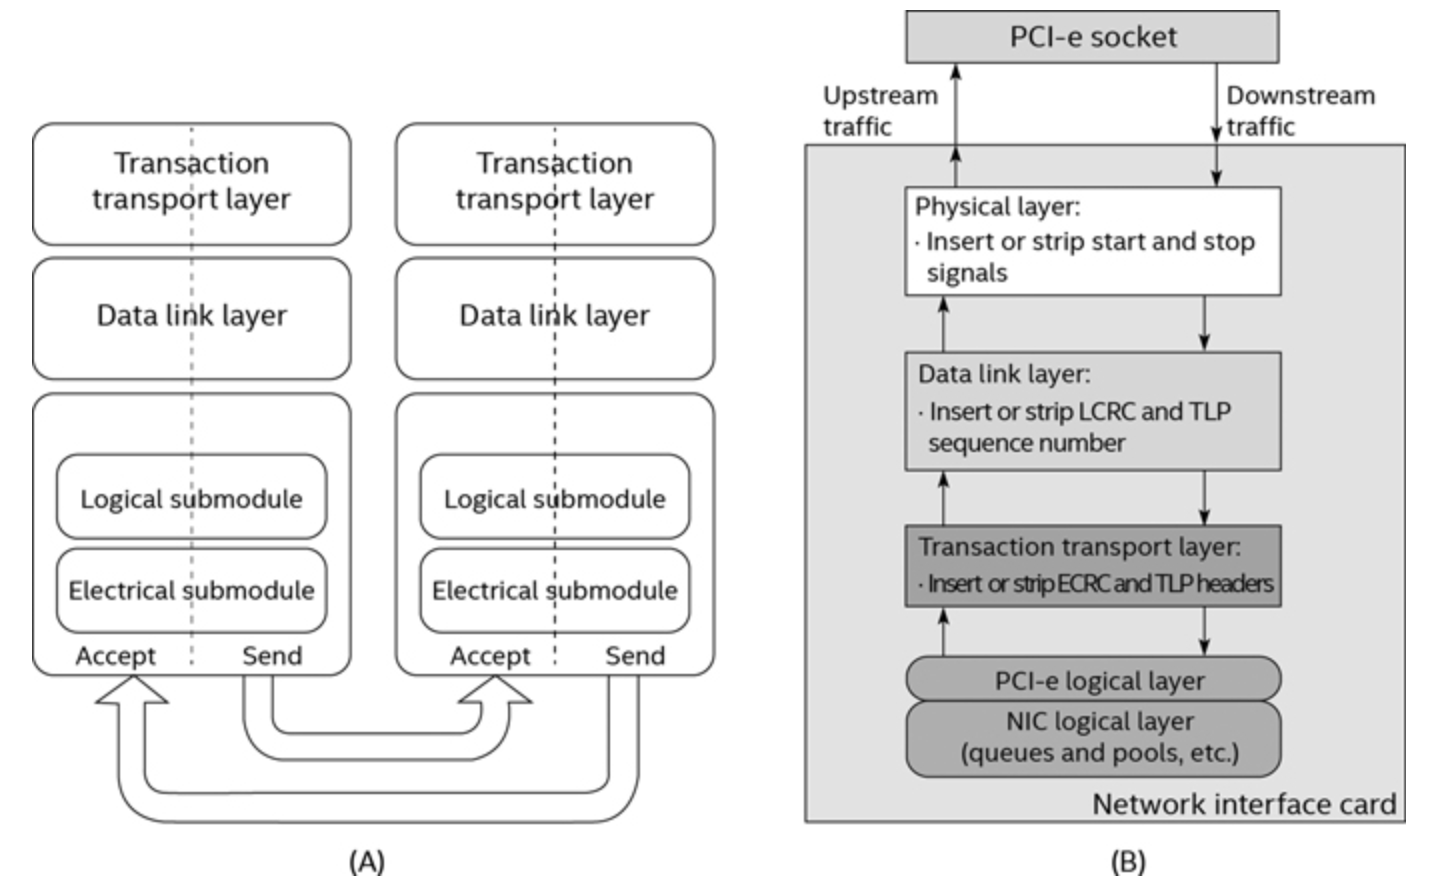 Transaction
transport layer
Data link layer
Logical submodule
Electrical submodule
Accept
Send
Transaction
transport layer
Data link layer
Logical submodule
Electrical submodule
Accept
Send
(A)
PCI-e socket
Upstream
traffic
Downstream
traffic
Physical layer:
· Insert or strip start and stop
signals
Data link layer:
· Insert or strip LCRC and TLP
sequence number
Transaction transport layer:
· Insert or strip ECRC and TLP headers
PCI-e logical layer
NIC logical layer
(queues and pools, etc.)
Network interface card
(B)